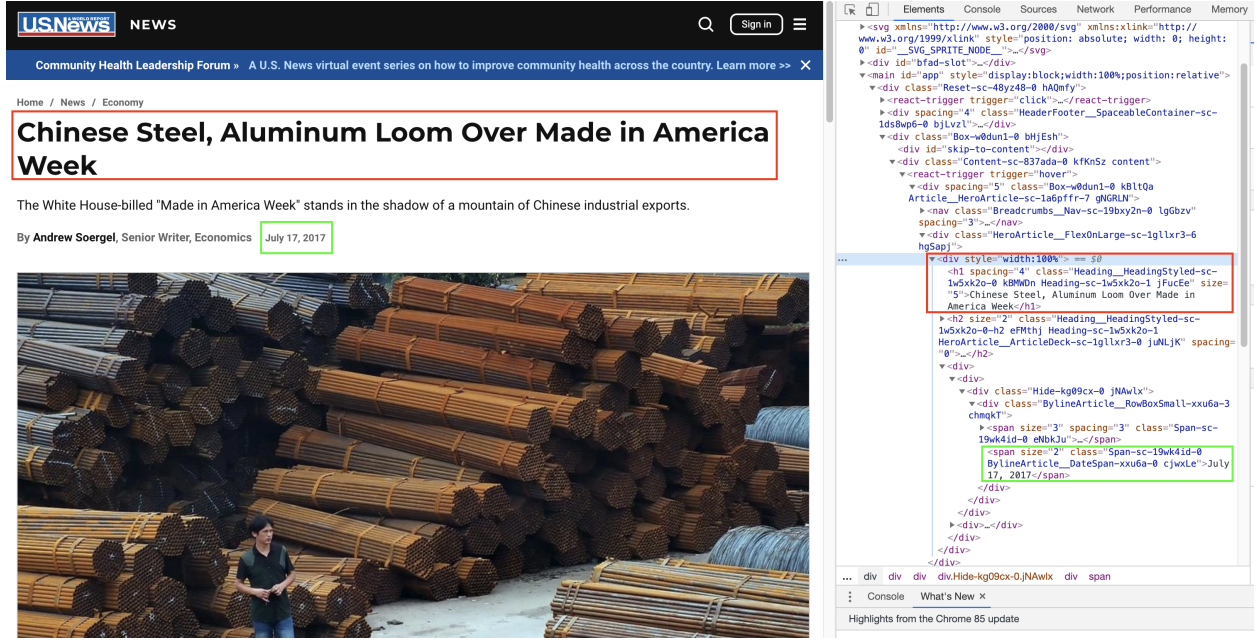 U.S.News & WORLD REPORT NEWS Sign in
Community Health Leadership Forum » A U.S. News virtual event series on how to improve community health across the country. Learn more >> ✕
Home / News / Economy
Chinese Steel, Aluminum Loom Over Made in America
Week
The White House-billed "Made in America Week" stands in the shadow of a mountain of Chinese industrial exports.
By Andrew Soergel, Senior Writer, Economics July 17, 2017
Elements Console Sources Network Performance Memory
▶<svg xmlns="http://www.w3.org/2000/svg" xmlns:xlink="http://
www.w3.org/1999/xlink" style="position: absolute; width: 0; height:
0" id="__SVG_SPRITE_NODE__">…</svg>
▶<div id="bfad-slot">…</div>
▼<main id="app" style="display:block;width:100%;position:relative">
▼<div class="Reset-sc-48yz48-0 hAQmfy">
▶<react-trigger trigger="click">…</react-trigger>
▶<div spacing="4" class="HeaderFooter__SpaceableContainer-sc-
1ds8wp6-0 bjLvzl">…</div>
▼<div class="Box-w0dun1-0 bHjEsh">
<div id="skip-to-content"></div>
▼<div class="Content-sc-837ada-0 kfKnSz content">
▼<react-trigger trigger="hover">
▼<div spacing="5" class="Box-w0dun1-0 kBltQa
Article__HeroArticle-sc-1a6pffr-7 gNGRLN">
▶<nav class="Breadcrumbs__Nav-sc-19bxy2n-0 lgGbzv"
spacing="3">…</nav>
▼<div class="HeroArticle__FlexOnLarge-sc-1gllxr3-6
hgSapj">
… ▼<div style="width:100%"> == $0
<h1 spacing="4" class="Heading__HeadingStyled-sc-
1w5xk2o-0 kBMWDn Heading-sc-1w5xk2o-1 jFucEe" size=
"5">Chinese Steel, Aluminum Loom Over Made in
America Week</h1>
▶<h2 size="2" class="Heading__HeadingStyled-sc-
1w5xk2o-0-h2 eFMthj Heading-sc-1w5xk2o-1
HeroArticle__ArticleDeck-sc-1gllxr3-0 juNLjK" spacing=
"0">…</h2>
▼<div>
▼<div>
▼<div class="Hide-kg09cx-0 jNAwlx">
▼<div class="BylineArticle__RowBoxSmall-xxu6a-3
chmqkT">
▶<span size="3" spacing="3" class="Span-sc-
19wk4id-0 eNbkJu">…</span>
<span size="2" class="Span-sc-19wk4id-0
BylineArticle__DateSpan-xxu6a-0 cjwxLe">July
17, 2017</span>
</div>
</div>
</div>
▶<div>…</div>
</div>
</div>
</div>
… div div div div.Hide-kg09cx-0.jNAwlx div span
Console What's New ×
Highlights from the Chrome 85 update